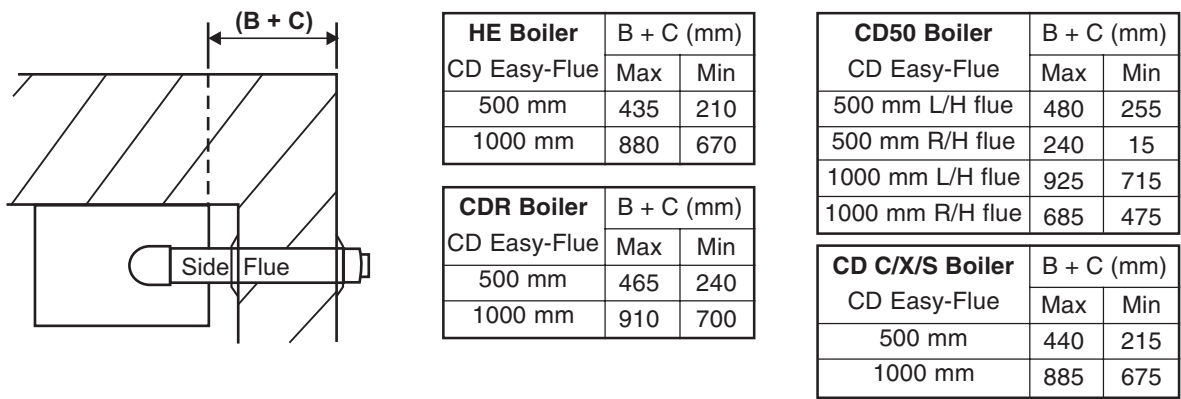 (B + C)
Side Flue
HE Boiler B + C (mm)
CD Easy-Flue Max Min
500 mm 435 210
1000 mm 880 670
CDR Boiler B + C (mm)
CD Easy-Flue Max Min
500 mm 465 240
1000 mm 910 700
CD50 Boiler B + C (mm)
CD Easy-Flue Max Min
500 mm L/H flue 480 255
500 mm R/H flue 240 15
1000 mm L/H flue 925 715
1000 mm R/H flue 685 475
CD C/X/S Boiler B + C (mm)
CD Easy-Flue Max Min
500 mm 440 215
1000 mm 885 675